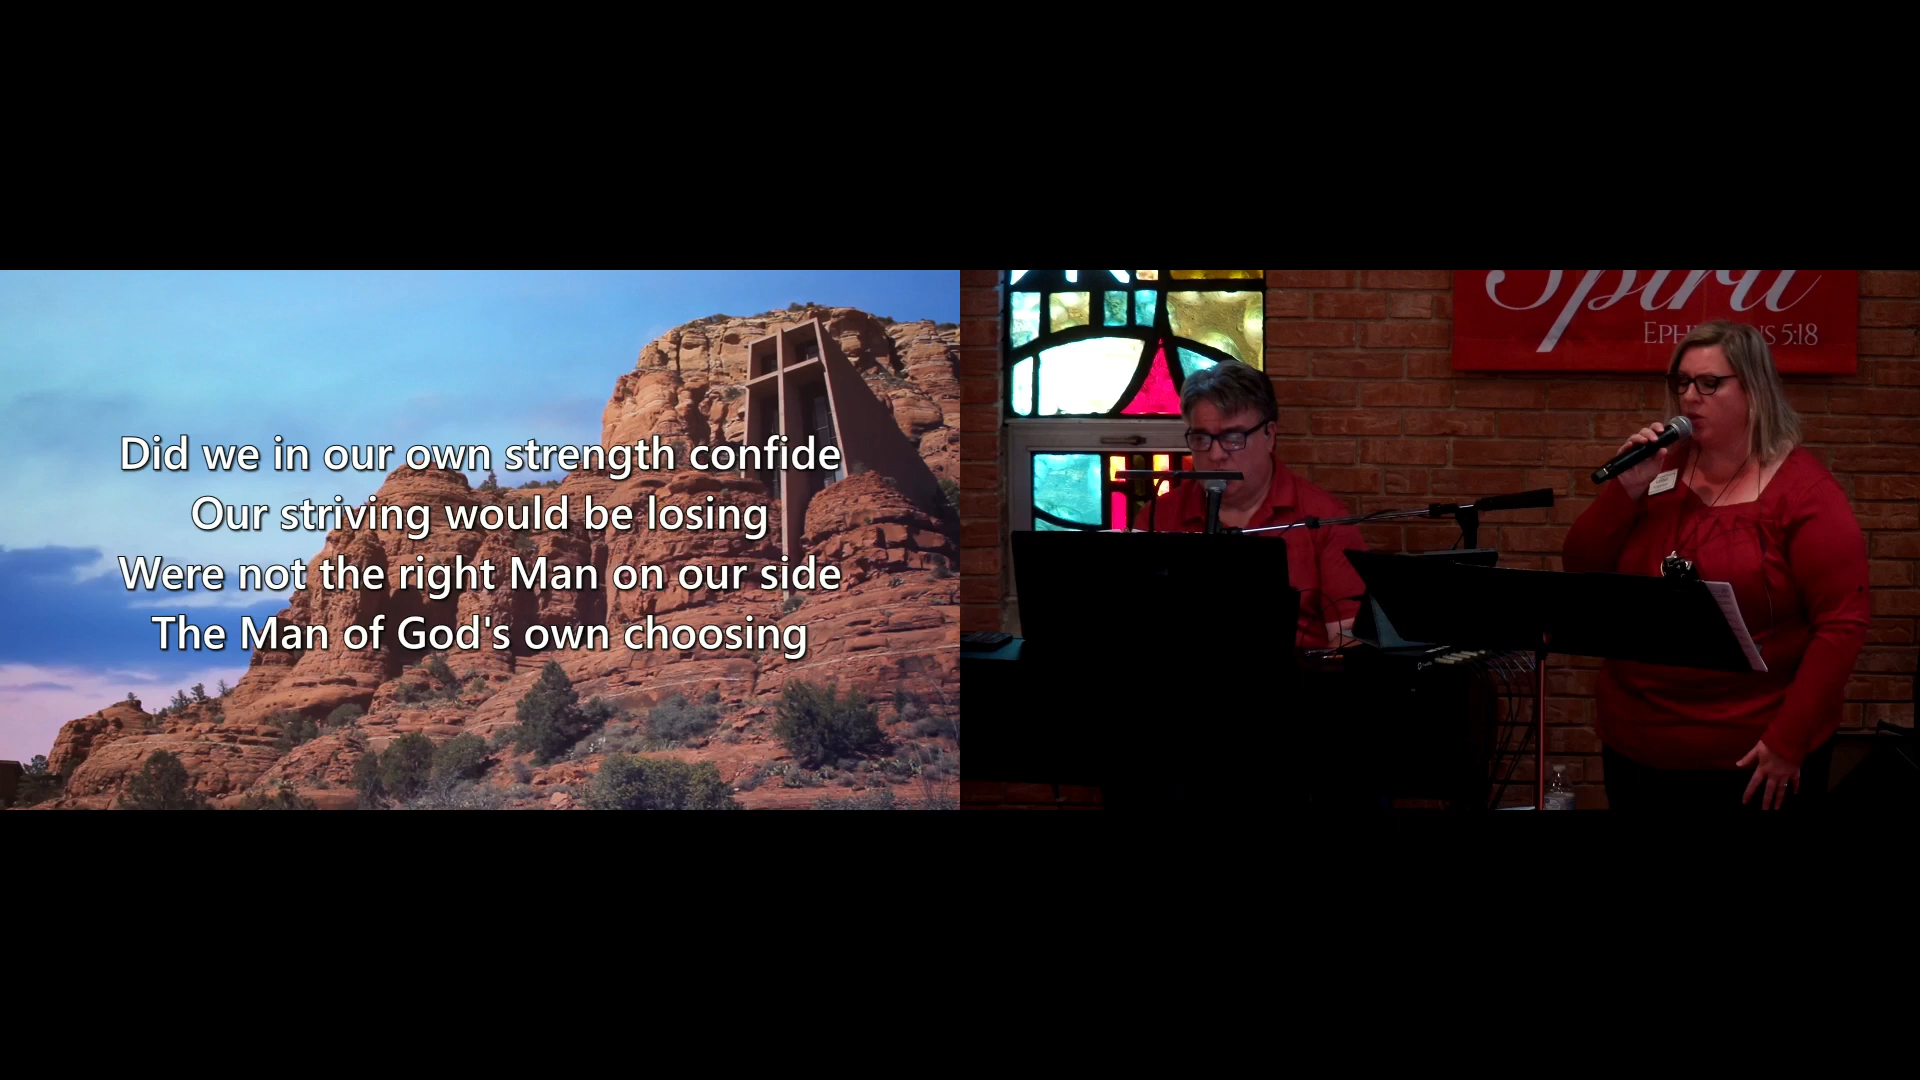 Did we in our own strength confide
Our striving would be losing
Were not the right Man on our side
The Man of God's own choosing
Spirit
5:18